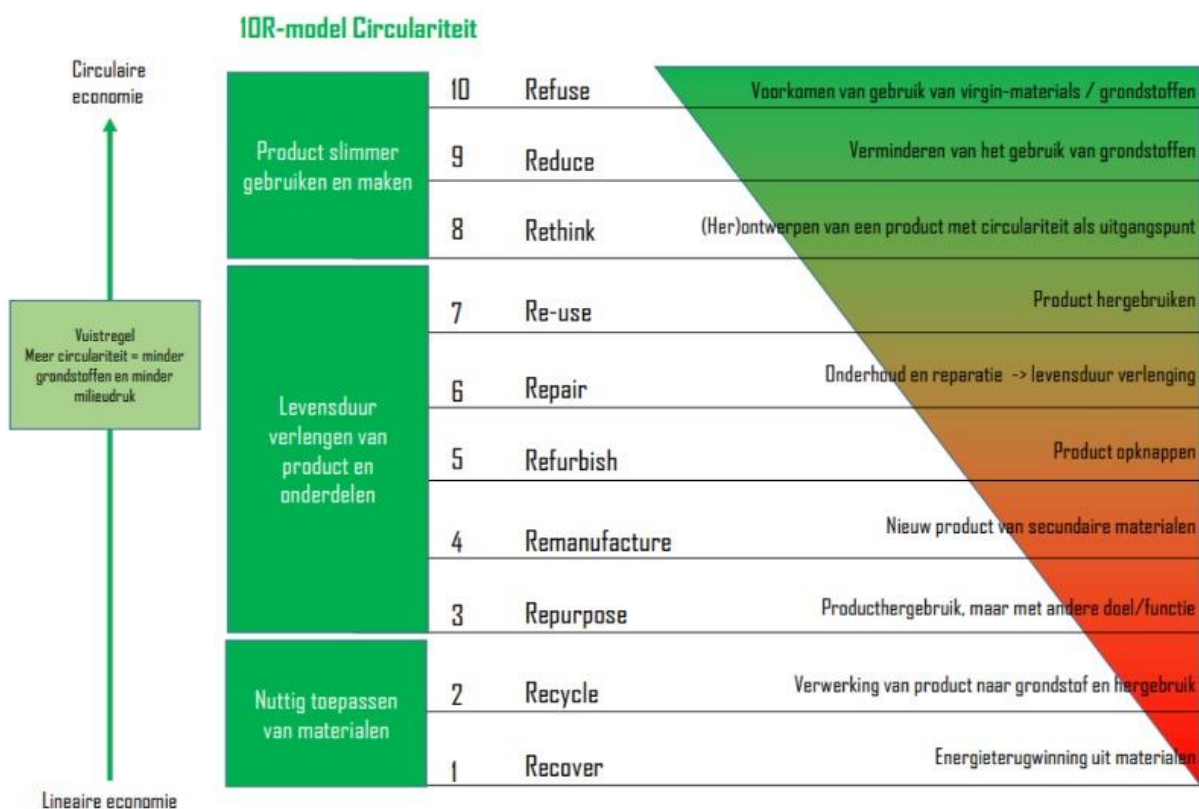 10R-model Circulariteit
Circulaire
economie
Vuistregel
Meer circulariteit = minder
grondstoffen en minder
milieudruk
Lineaire economie
Product slimmer
gebruiken en maken
10 Refuse Voorkomen van gebruik van virgin-materials / grondstoffen
9 Reduce Verminderen van het gebruik van grondstoffen
8 Rethink (Her)ontwerpen van een product met circulariteit als uitgangspunt
Levensduur
verlengen van
product en
onderdelen
7 Re-use Product hergebruiken
6 Repair Onderhoud en reparatie -> levensduur verlenging
5 Refurbish Product opknappen
4 Remanufacture Nieuw product van secundaire materialen
3 Repurpose Producthergebruik, maar met andere doel/functie
Nuttig toepassen
van materialen
2 Recycle Verwerking van product naar grondstof en hergebruik
1 Recover Energieterugwinning uit materialen